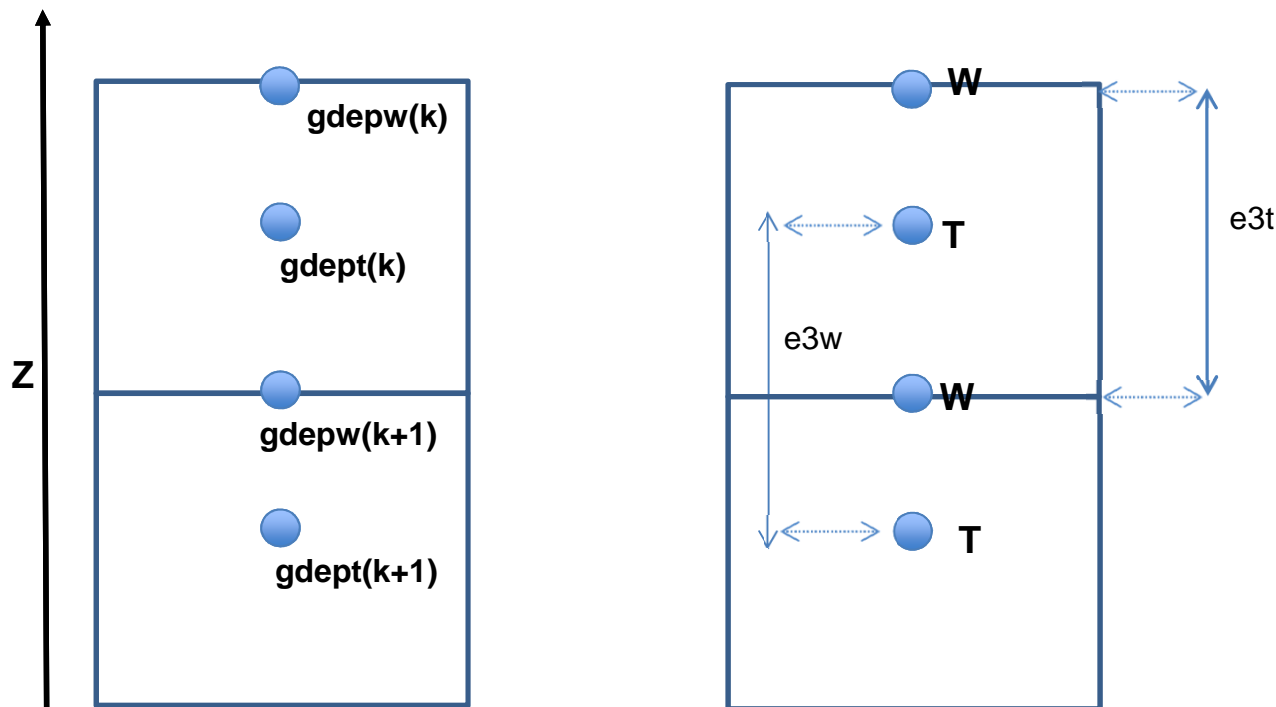 gdepw(k)
gdept(k)
Z
gdepw(k+1)
gdept(k+1)
W
T
e3t
e3w
W
T